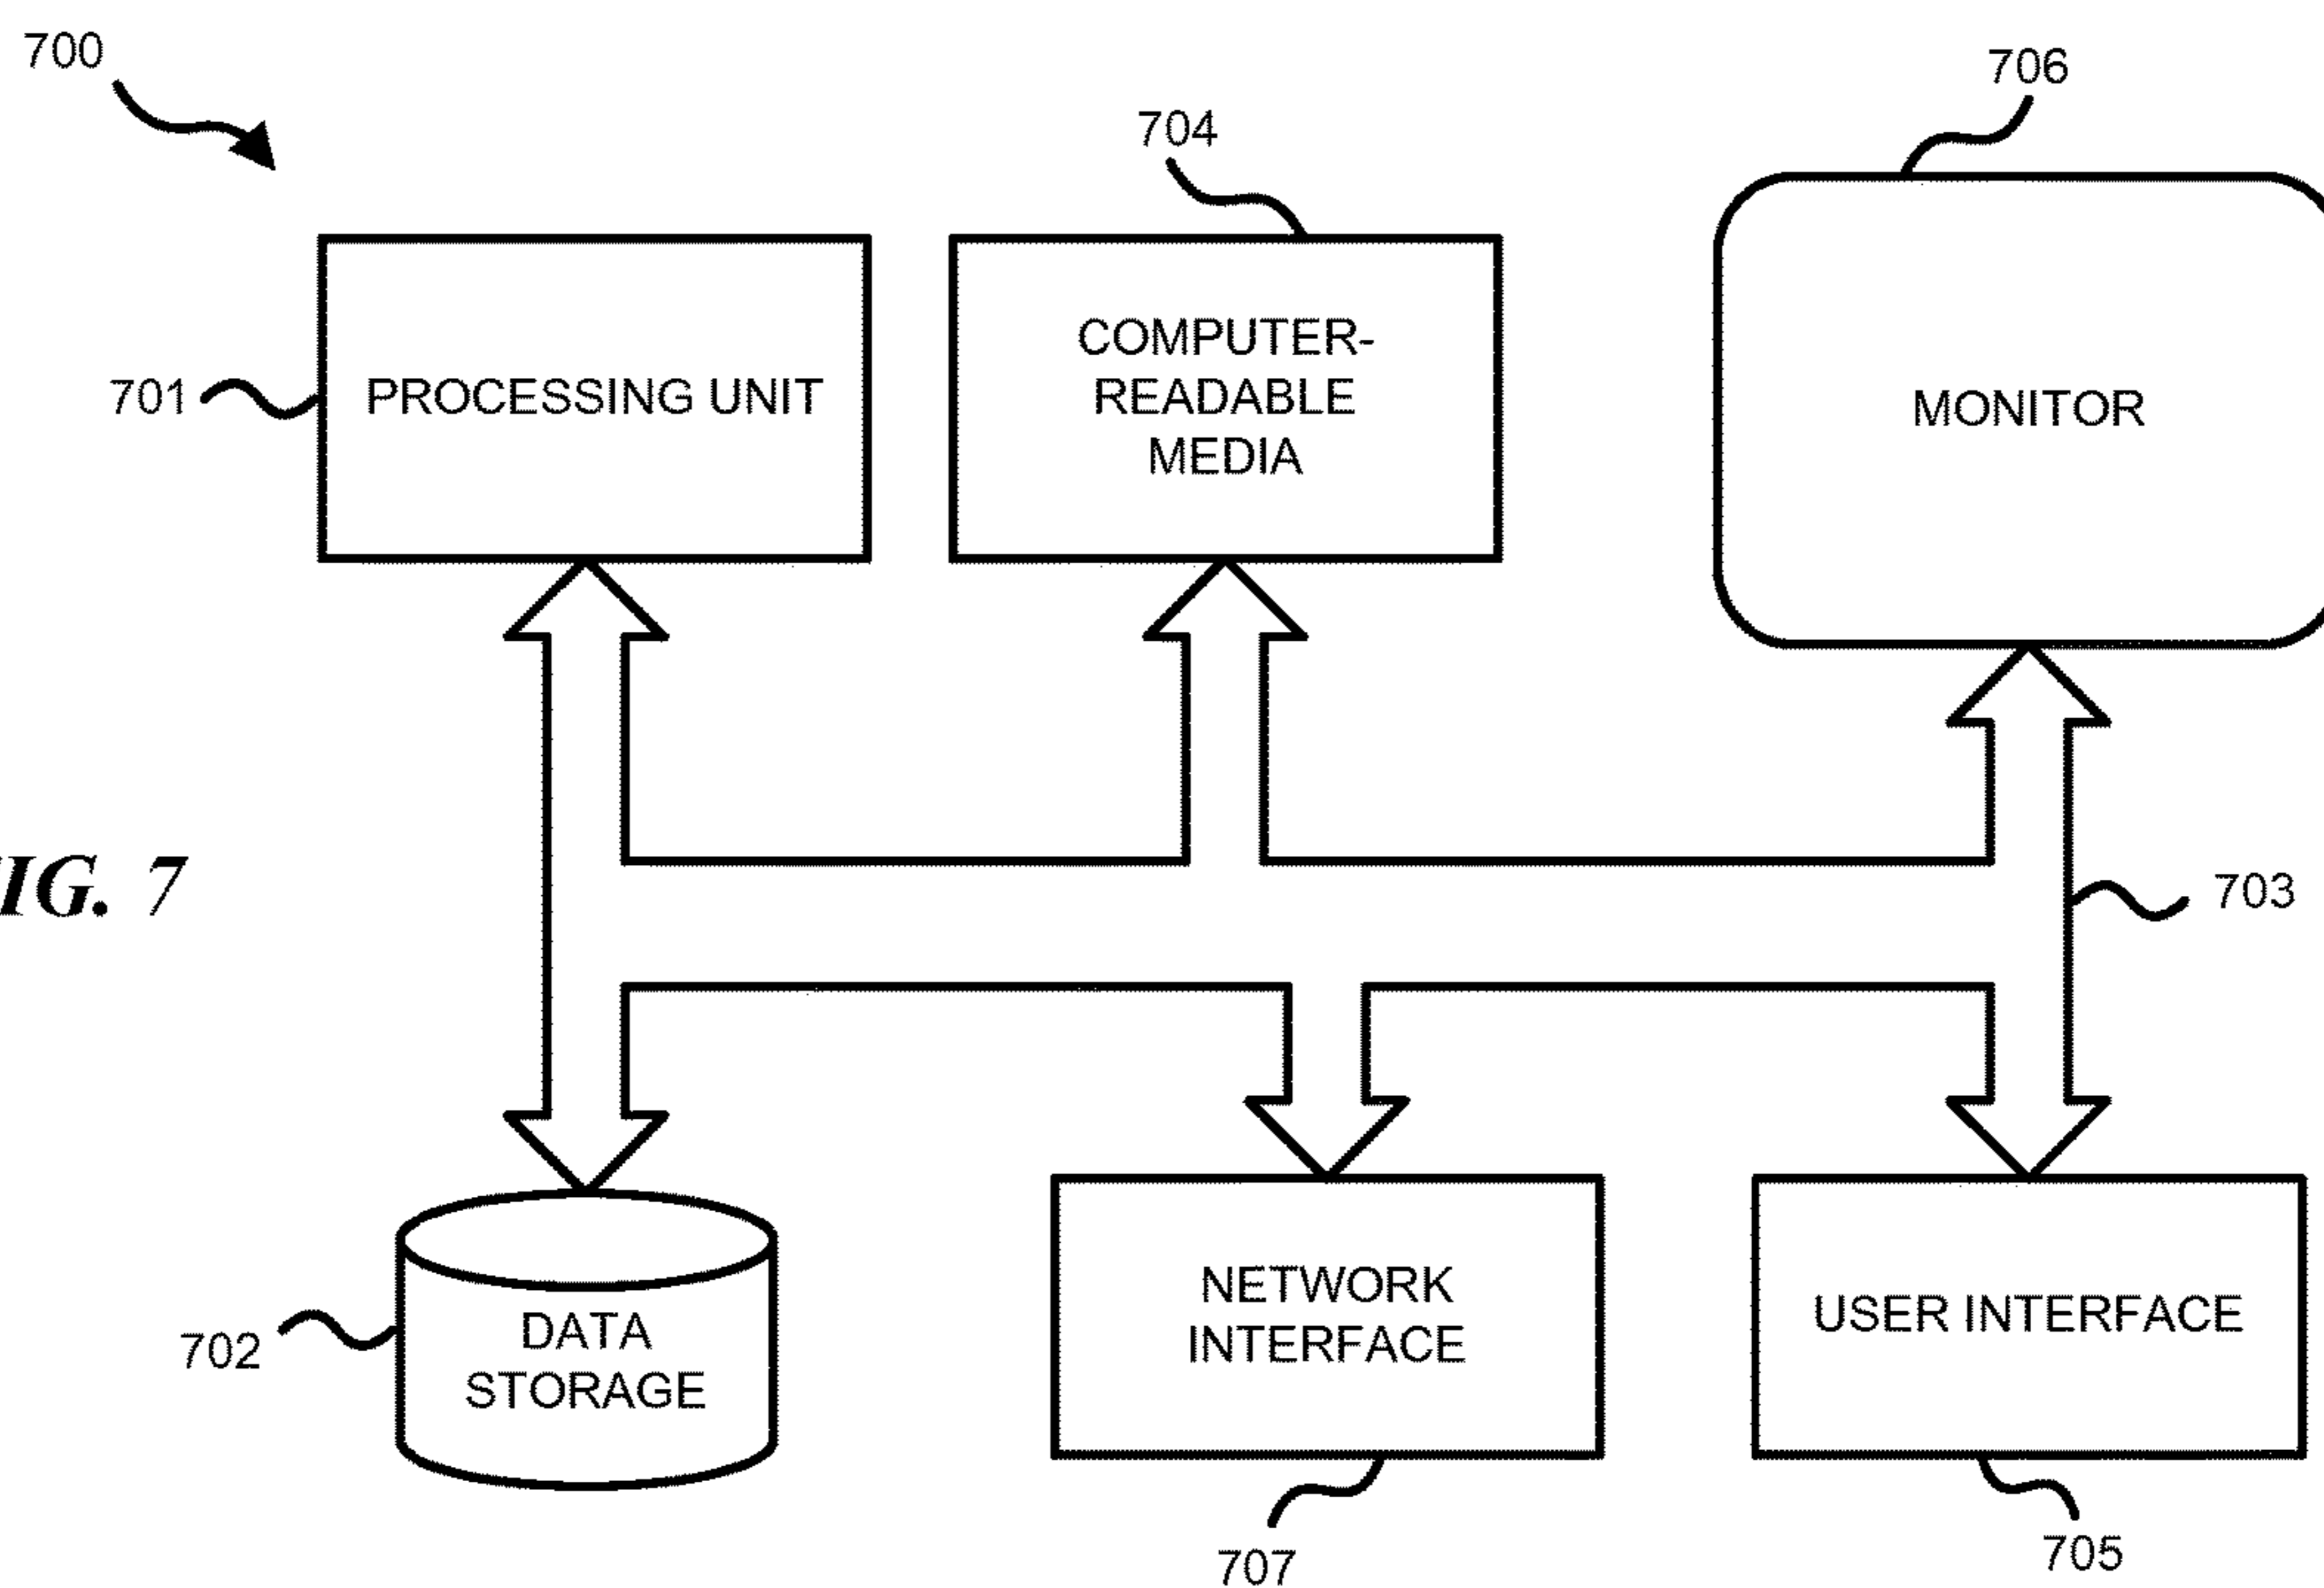 700
706
704
COMPUTER-
READABLE
MEDIA
701
PROCESSING UNIT
MONITOR
IG. 7
703
702
DATA
STORAGE
NETWORK
INTERFACE
USER INTERFACE
707
705